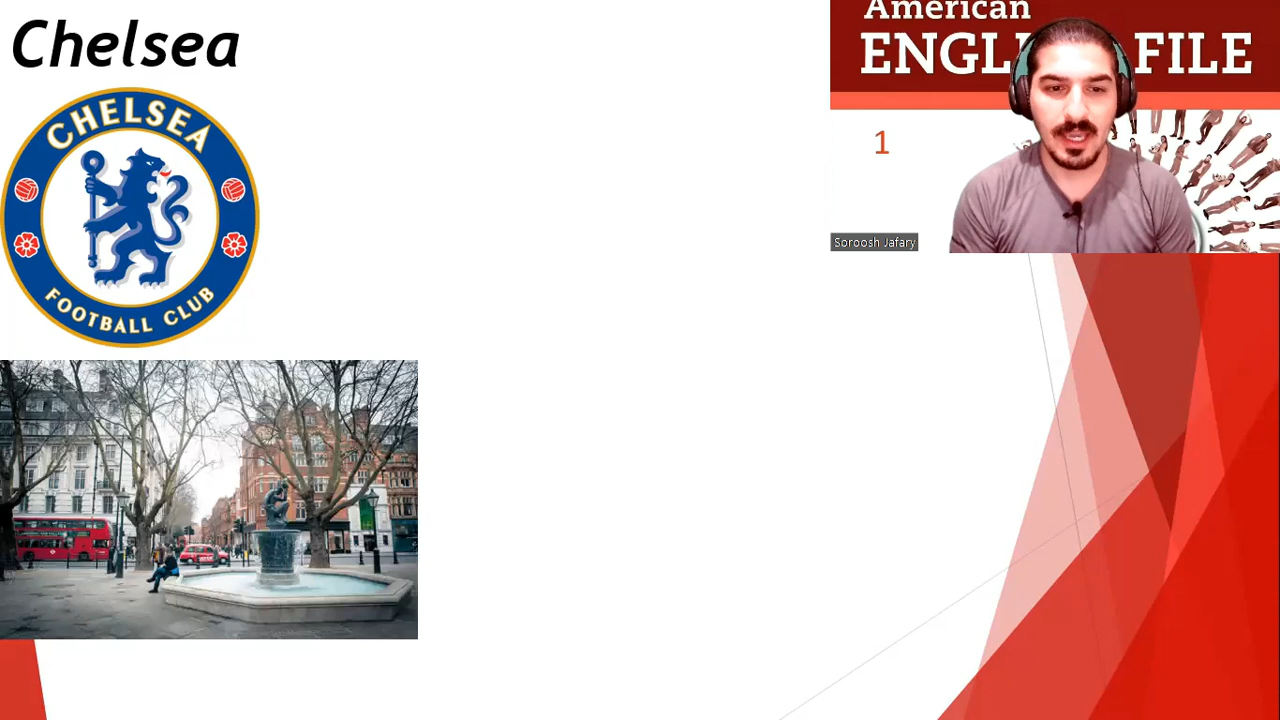 Chelsea
CHELSEA
FOOTBALL CLUB
American
ENGL FILE
1
Soroosh Jafary